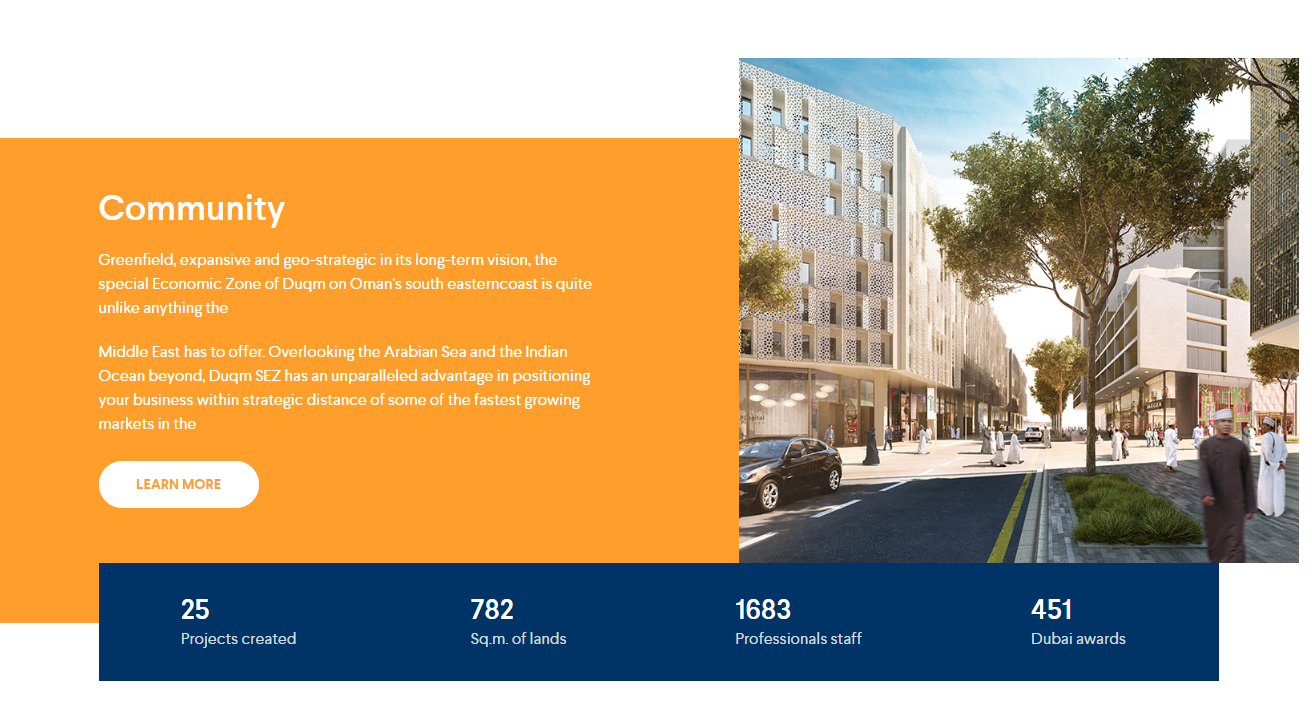 Community
Greenfield, expansive and geo-strategic in its long-term vision, the
special Economic Zone of Duqm on Oman's south easterncoast is quite
unlike anything the
Middle East has to offer. Overlooking the Arabian Sea and the Indian
Ocean beyond, Duqm SEZ has an unparalleled advantage in positioning
your business within strategic distance of some of the fastest growing
markets in the
LEARN MORE
25
Projects created
782
Sq.m. of lands
1683
Professionals staff
451
Dubai awards